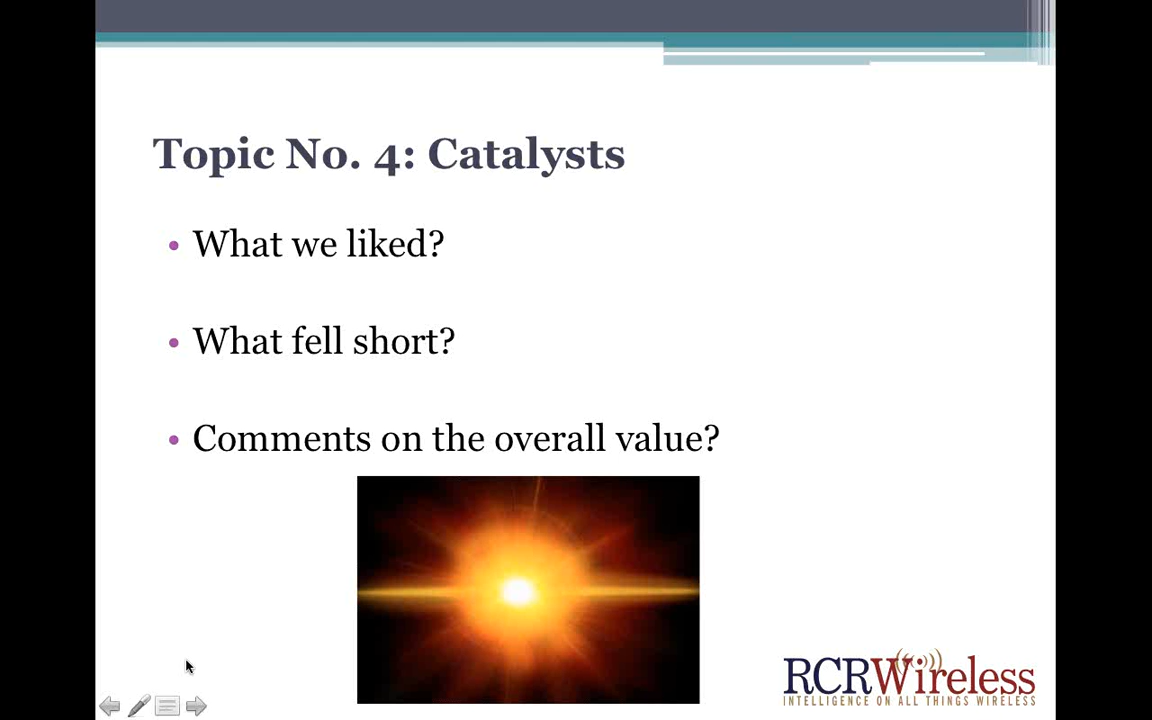 Topic No. 4: Catalysts
• What we liked?
• What fell short?
• Comments on the overall value?
RCRWireless
INTELLIGENCE ON ALL THINGS WIRELESS